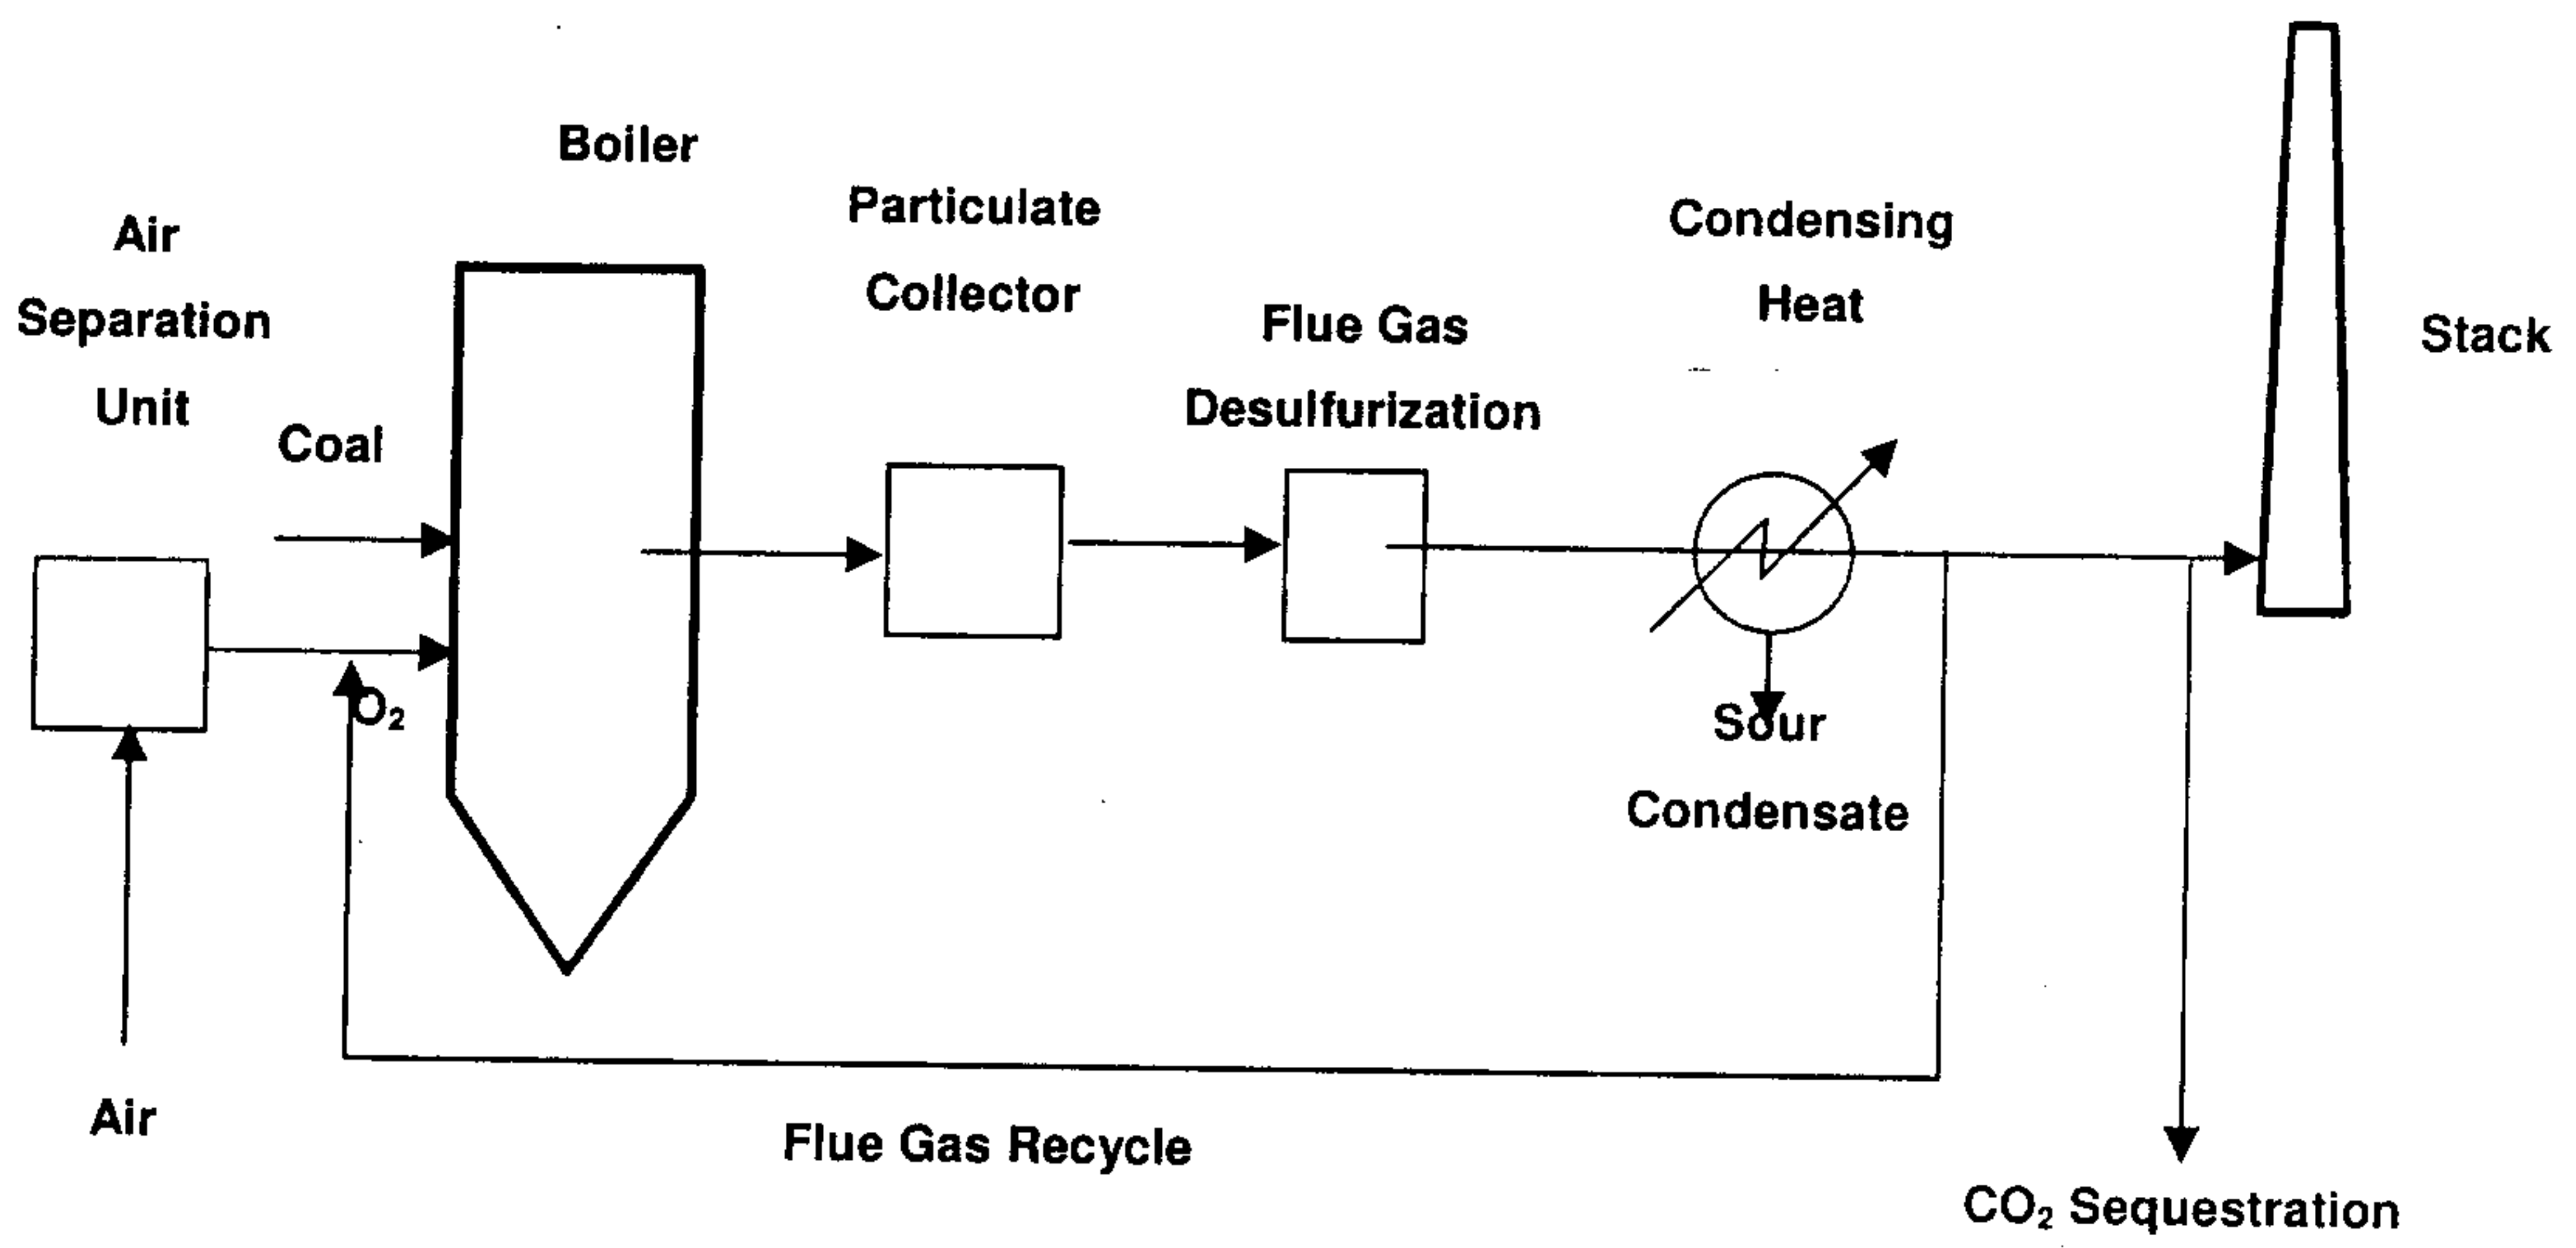 Air
Separation
Unit
Coal
Boiler
Particulate
Collector
Flue Gas
Desulfurization
Condensing
Heat
Stack
O₂
Sour
Condensate
Air
Flue Gas Recycle
CO₂ Sequestration